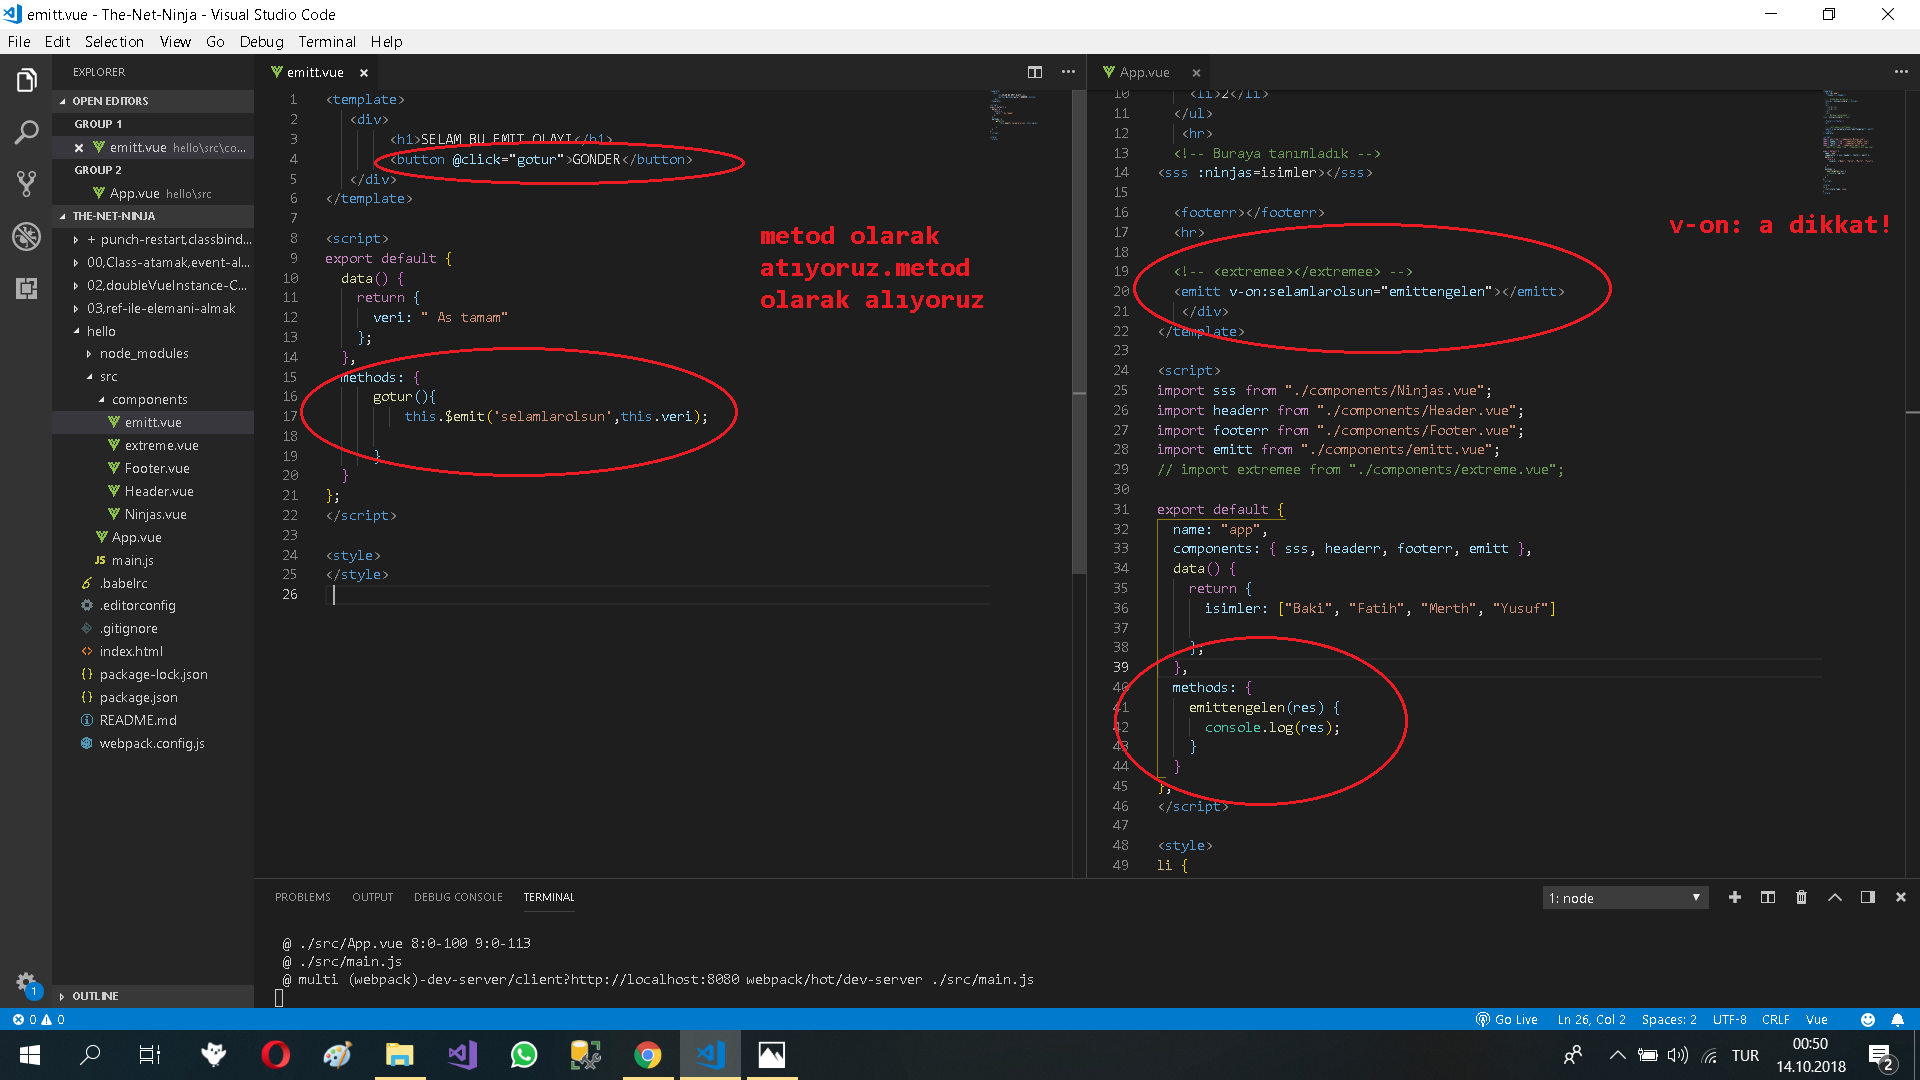 emitt.vue - The-Net-Ninja - Visual Studio Code
File Edit Selection View Go Debug Terminal Help
EXPLORER
OPEN EDITORS
GROUP 1
emitt.vue hello\src\co...
GROUP 2
App.vue hello\src
THE-NET-NINJA
+ punch-restart,classbind...
00,Class-atamak,event-al...
02,doubleVueInstance-C...
03,ref-ile-elemani-almak
hello
node_modules
src
components
emitt.vue
extreme.vue
Footer.vue
Header.vue
Ninjas.vue
App.vue
JS main.js
.babelrc
.editorconfig
.gitignore
index.html
package-lock.json
package.json
README.md
webpack.config.js
OUTLINE
emitt.vue
1 <template>
2 <div>
3 <h1>SELAM BU EMIT OLAYI</h1>
4 <button @click="gotur">GONDER</button>
5 </div>
6 </template>
7
8 <script>
9 export default {
10 data() {
11 return {
12 veri: " As tamam"
13 };
14 },
15 methods: {
16 gotur(){
17 this.$emit('selamlarolsun',this.veri);
18
19 }
20 }
21 };
22 </script>
23
24 <style>
25 </style>
26
metod olarak
atıyoruz.metod
olarak alıyoruz
App.vue
10 <li>2</li>
11 </ul>
12 <hr>
13 <!-- Buraya tanımladık -->
14 <sss :ninjas=isimler></sss>
15
16 <footerr></footerr>
17 <hr>
18
19 <!-- <extremee></extremee> -->
20 <emitt v-on:selamlarolsun="emittengelen"></emitt>
21 </div>
22 </template>
23
24 <script>
25 import sss from "./components/Ninjas.vue";
26 import headerr from "./components/Header.vue";
27 import footerr from "./components/Footer.vue";
28 import emitt from "./components/emitt.vue";
29 // import extremee from "./components/extreme.vue";
30
31 export default {
32 name: "app",
33 components: { sss, headerr, footerr, emitt },
34 data() {
35 return {
36 isimler: ["Baki", "Fatih", "Merth", "Yusuf"]
37
38 };
39 },
40 methods: {
41 emittengelen(res) {
42 console.log(res);
43 }
44 }
45 };
46 </script>
47
48 <style>
49 li {
v-on: a dikkat!
PROBLEMS OUTPUT DEBUG CONSOLE TERMINAL
1: node
@ ./src/App.vue 8:0-100 9:0-113
@ ./src/main.js
@ multi (webpack)-dev-server/client?http://localhost:8080 webpack/hot/dev-server ./src/main.js
1
0 0
Go Live Ln 26, Col 2 Spaces: 2 UTF-8 CRLF Vue
TUR
00:50
14.10.2018
2